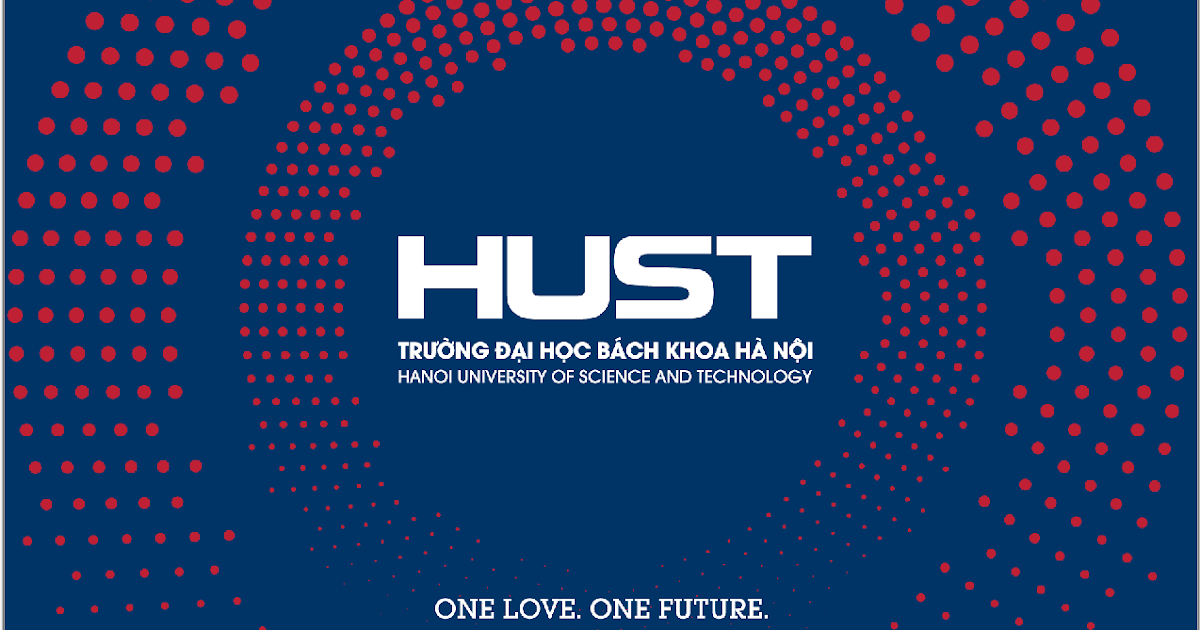 HUST
TRƯỜNG ĐẠI HỌC BÁCH KHOA HÀ NỘI
HANOI UNIVERSITY OF SCIENCE AND TECHNOLOGY
ONE LOVE. ONE FUTURE.